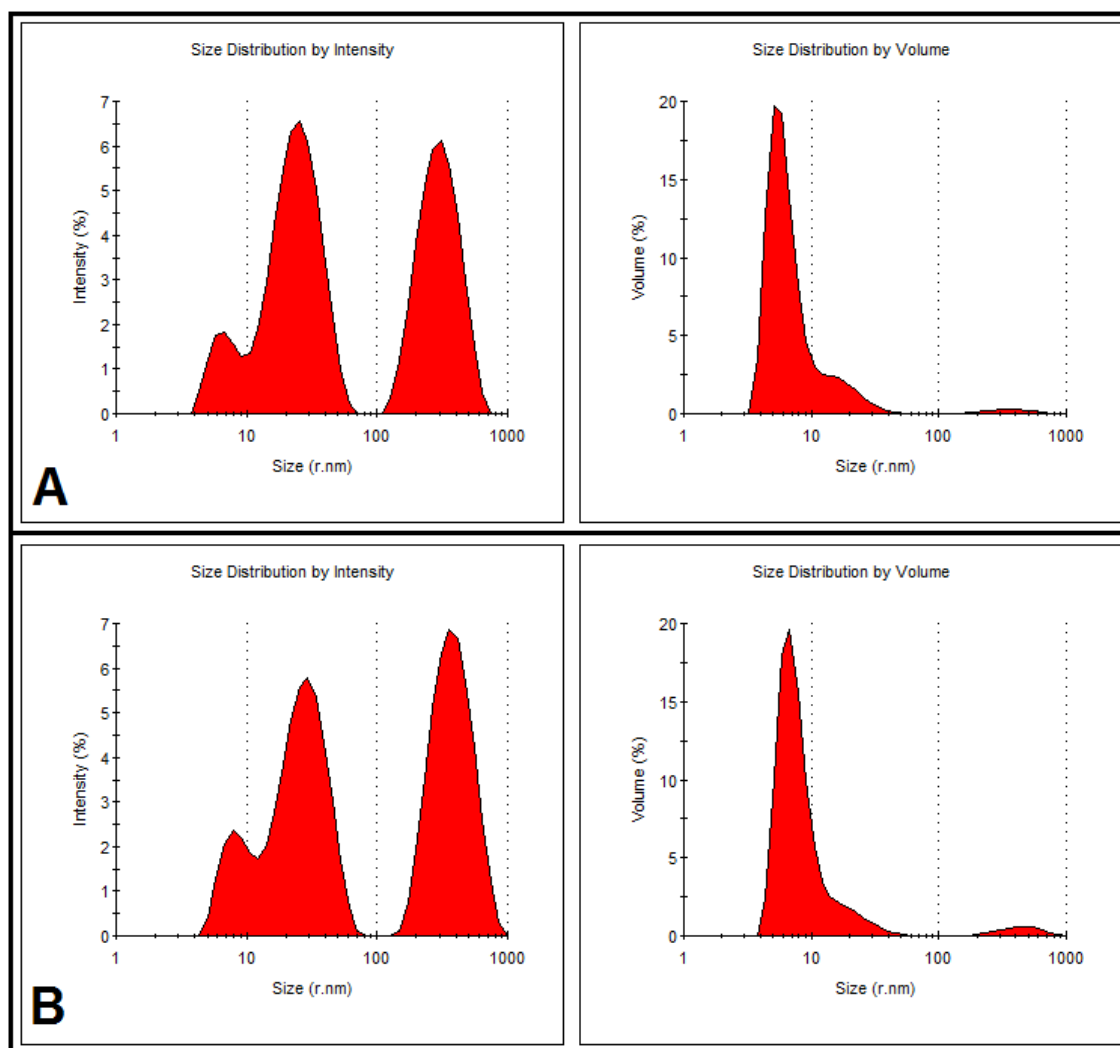 Size Distribution by Intensity
7
6
5
4
3
2
1
0
Intensity (%)
1 10 100 1000
Size (r.nm)
A
Size Distribution by Volume
20
15
10
5
0
Volume (%)
1 10 100 1000
Size (r.nm)
Size Distribution by Intensity
7
6
5
4
3
2
1
0
Intensity (%)
1 10 100 1000
Size (r.nm)
B
Size Distribution by Volume
20
15
10
5
0
Volume (%)
1 10 100 1000
Size (r.nm)